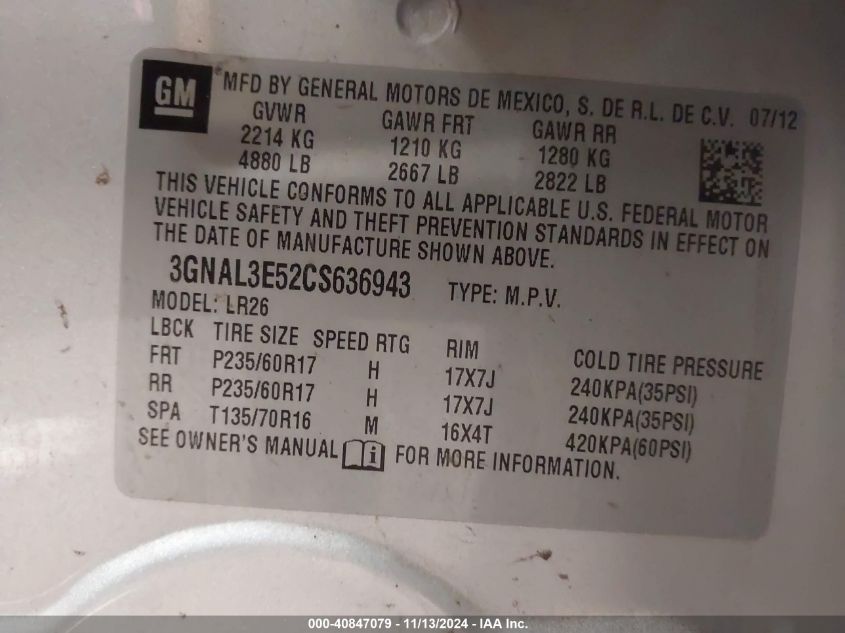 GM
MFD BY GENERAL MOTORS DE MEXICO, S. DE R.L. DE C.V. 07/12
GVWR GAWR FRT GAWR RR
2214 KG 1210 KG 1280 KG
4880 LB 2667 LB 2822 LB
THIS VEHICLE CONFORMS TO ALL APPLICABLE U.S. FEDERAL MOTOR
VEHICLE SAFETY AND THEFT PREVENTION STANDARDS IN EFFECT ON
THE DATE OF MANUFACTURE SHOWN ABOVE.
3GNAL3E52CS636943 TYPE: M.P.V.
MODEL: LR26
LBCK TIRE SIZE SPEED RTG RIM COLD TIRE PRESSURE
FRT P235/60R17 H 17X7J 240KPA(35PSI)
RR P235/60R17 H 17X7J 240KPA(35PSI)
SPA T135/70R16 M 16X4T 420KPA(60PSI)
SEE OWNER'S MANUAL i FOR MORE INFORMATION.
000-40847079 - 11/13/2024 - IAA Inc.